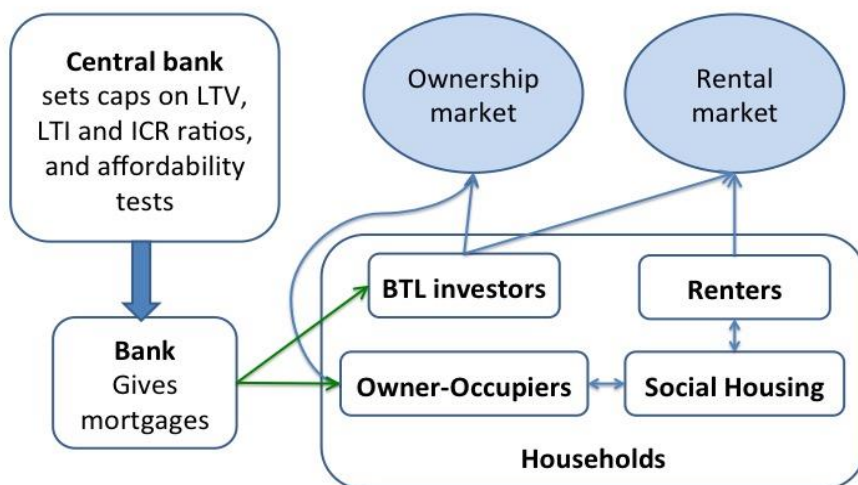 Central bank
sets caps on LTV,
LTI and ICR ratios,
and affordability
tests
Ownership
market
Rental
market
BTL investors
Renters
Bank
Gives
mortgages
Owner-Occupiers
Social Housing
Households